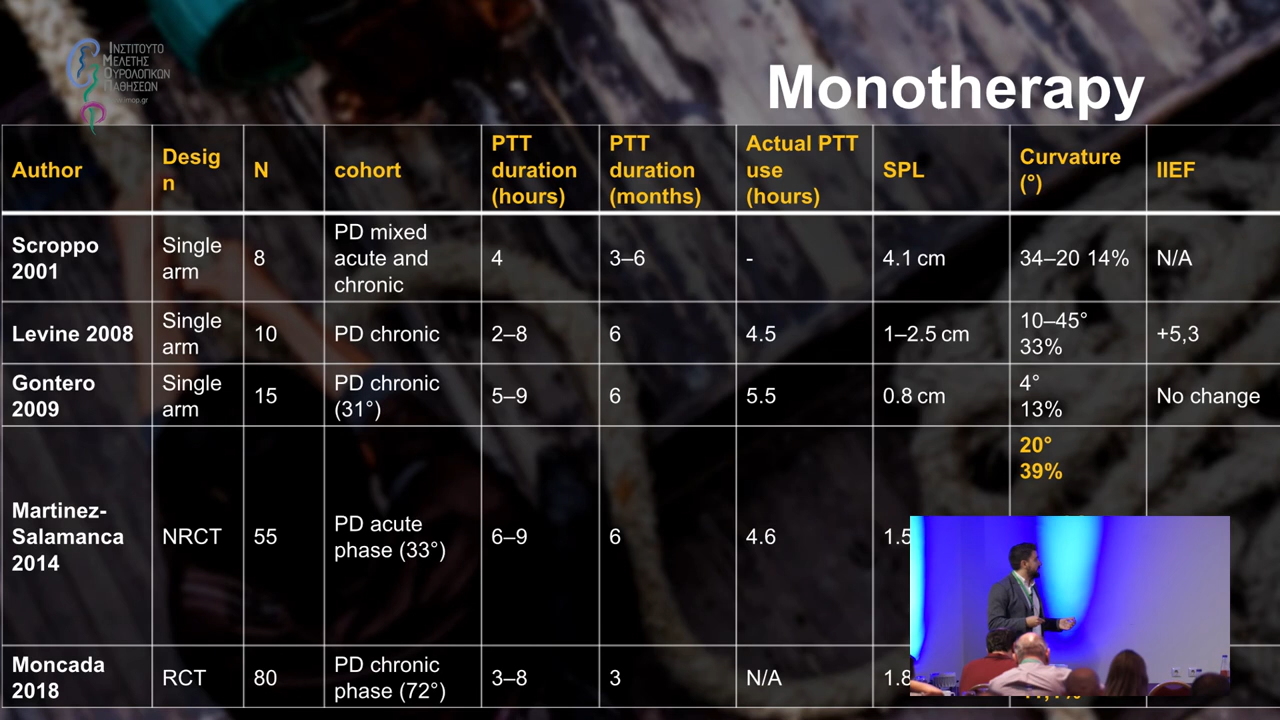 ΙΝΣΤΙΤΟΥΤΟ
ΜΕΛΕΤΗΣ
ΟΥΡΟΛΟΓΙΚΩΝ
ΠΑΘΗΣΕΩΝ
Monotherapy
Author
Desig
n
N
cohort
PTT
duration
(hours)
PTT
duration
(months)
Actual PTT
use
(hours)
SPL
Curvature
(°)
IIEF
Scroppo
2001
Single
arm
8
PD mixed
acute and
chronic
4
3–6
-
4.1 cm
34–20 14%
N/A
Levine 2008
Single
arm
10
PD chronic
2–8
6
4.5
1–2.5 cm
10–45°
33%
+5,3
Gontero
2009
Single
arm
15
PD chronic
(31°)
5–9
6
5.5
0.8 cm
4°
13%
No change
Martinez-
Salamanca
2014
NRCT
55
PD acute
phase (33°)
6–9
6
4.6
1.5
20°
39%
Moncada
2018
RCT
80
PD chronic
phase (72°)
3–8
3
N/A
1.8